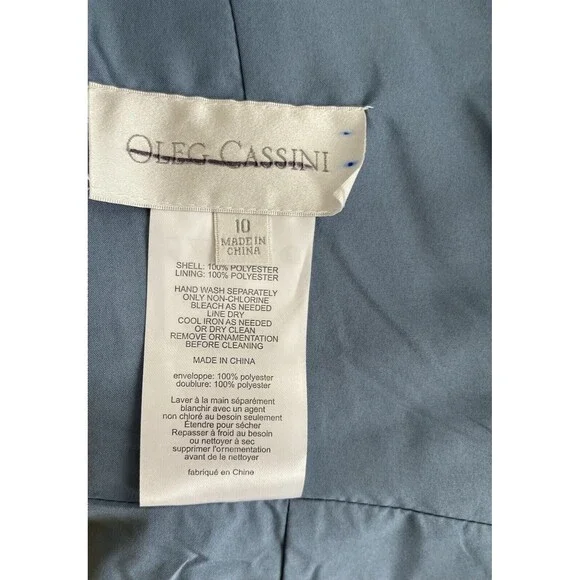 OLEG CASSINI
10
MADE IN
CHINA
SHELL: 100% POLYESTER
LINING: 100% POLYESTER
HAND WASH SEPARATELY
ONLY NON-CHLORINE
BLEACH AS NEEDED
LINE DRY
COOL IRON AS NEEDED
OR DRY CLEAN
REMOVE ORNAMENTATION
BEFORE CLEANING
MADE IN CHINA
enveloppe: 100% polyester
doublure: 100% polyester
Laver à la main séparément
blanchir avec un agent
non chloré au besoin seulement
Étendre pour sécher
Repasser à froid au besoin
ou nettoyer à sec
supprimer l'ornementation
avant de le nettoyer
fabriqué en Chine